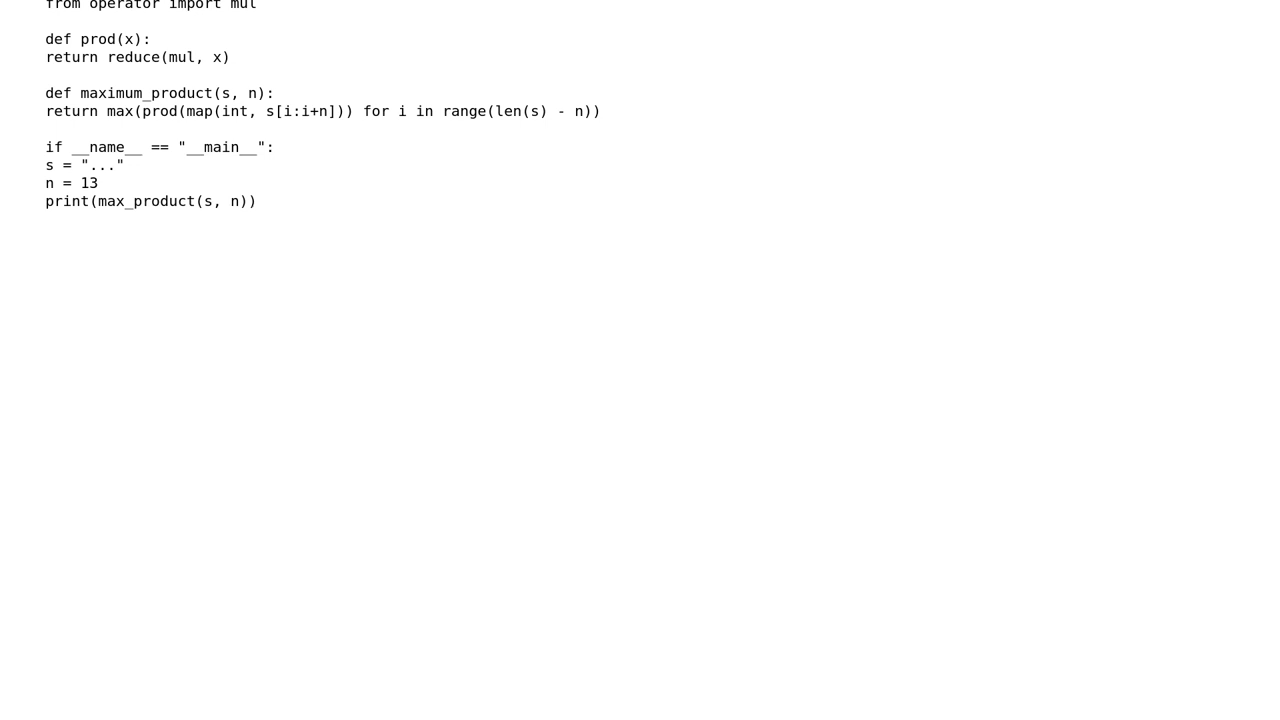 from operator import mul
def prod(x):
return reduce(mul, x)
def maximum_product(s, n):
return max(prod(map(int, s[i:i+n])) for i in range(len(s) - n))
if __name__ == "__main__":
s = "..."
n = 13
print(max_product(s, n))